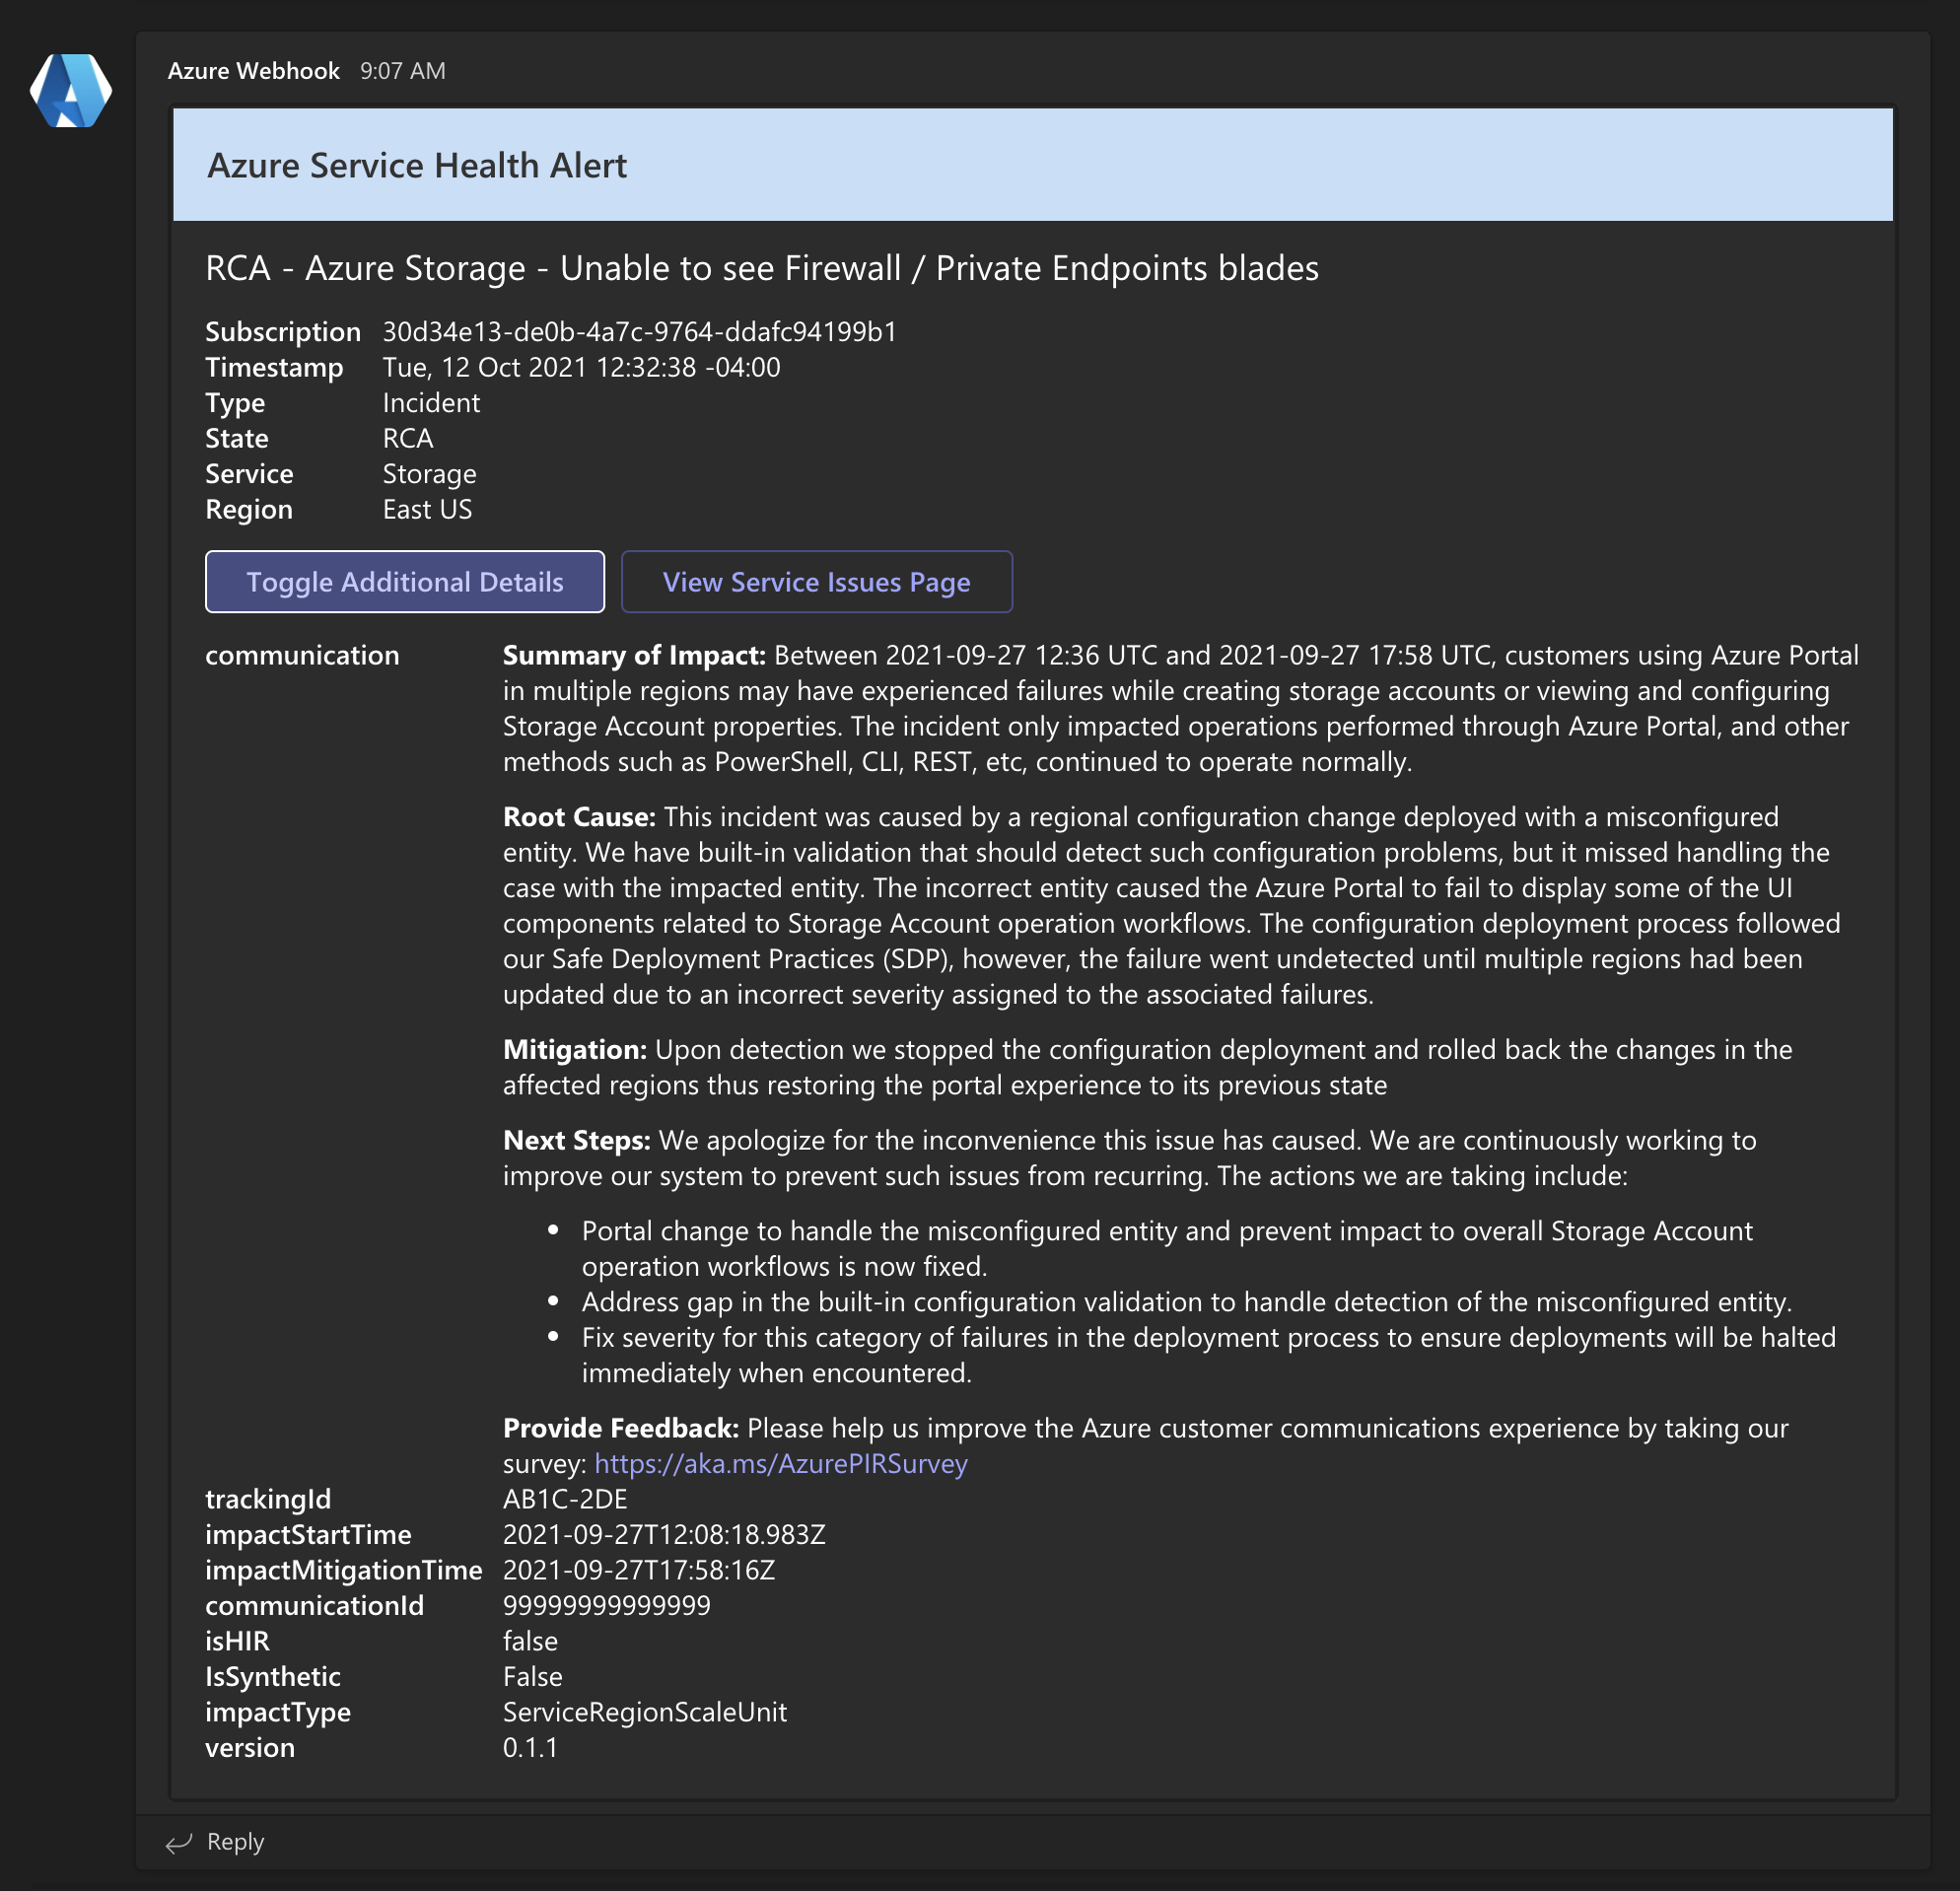 Azure Webhook 9:07 AM
Azure Service Health Alert
RCA - Azure Storage - Unable to see Firewall / Private Endpoints blades
Subscription 30d34e13-de0b-4a7c-9764-ddafc94199b1
Timestamp Tue, 12 Oct 2021 12:32:38 -04:00
Type Incident
State RCA
Service Storage
Region East US
Toggle Additional Details View Service Issues Page
communication Summary of Impact: Between 2021-09-27 12:36 UTC and 2021-09-27 17:58 UTC, customers using Azure Portal
in multiple regions may have experienced failures while creating storage accounts or viewing and configuring
Storage Account properties. The incident only impacted operations performed through Azure Portal, and other
methods such as PowerShell, CLI, REST, etc, continued to operate normally.
Root Cause: This incident was caused by a regional configuration change deployed with a misconfigured
entity. We have built-in validation that should detect such configuration problems, but it missed handling the
case with the impacted entity. The incorrect entity caused the Azure Portal to fail to display some of the UI
components related to Storage Account operation workflows. The configuration deployment process followed
our Safe Deployment Practices (SDP), however, the failure went undetected until multiple regions had been
updated due to an incorrect severity assigned to the associated failures.
Mitigation: Upon detection we stopped the configuration deployment and rolled back the changes in the
affected regions thus restoring the portal experience to its previous state
Next Steps: We apologize for the inconvenience this issue has caused. We are continuously working to
improve our system to prevent such issues from recurring. The actions we are taking include:
• Portal change to handle the misconfigured entity and prevent impact to overall Storage Account
operation workflows is now fixed.
• Address gap in the built-in configuration validation to handle detection of the misconfigured entity.
• Fix severity for this category of failures in the deployment process to ensure deployments will be halted
immediately when encountered.
Provide Feedback: Please help us improve the Azure customer communications experience by taking our
survey: https://aka.ms/AzurePIRSurvey
trackingId AB1C-2DE
impactStartTime 2021-09-27T12:08:18.983Z
impactMitigationTime 2021-09-27T17:58:16Z
communicationId 99999999999999
isHIR false
IsSynthetic False
impactType ServiceRegionScaleUnit
version 0.1.1
Reply